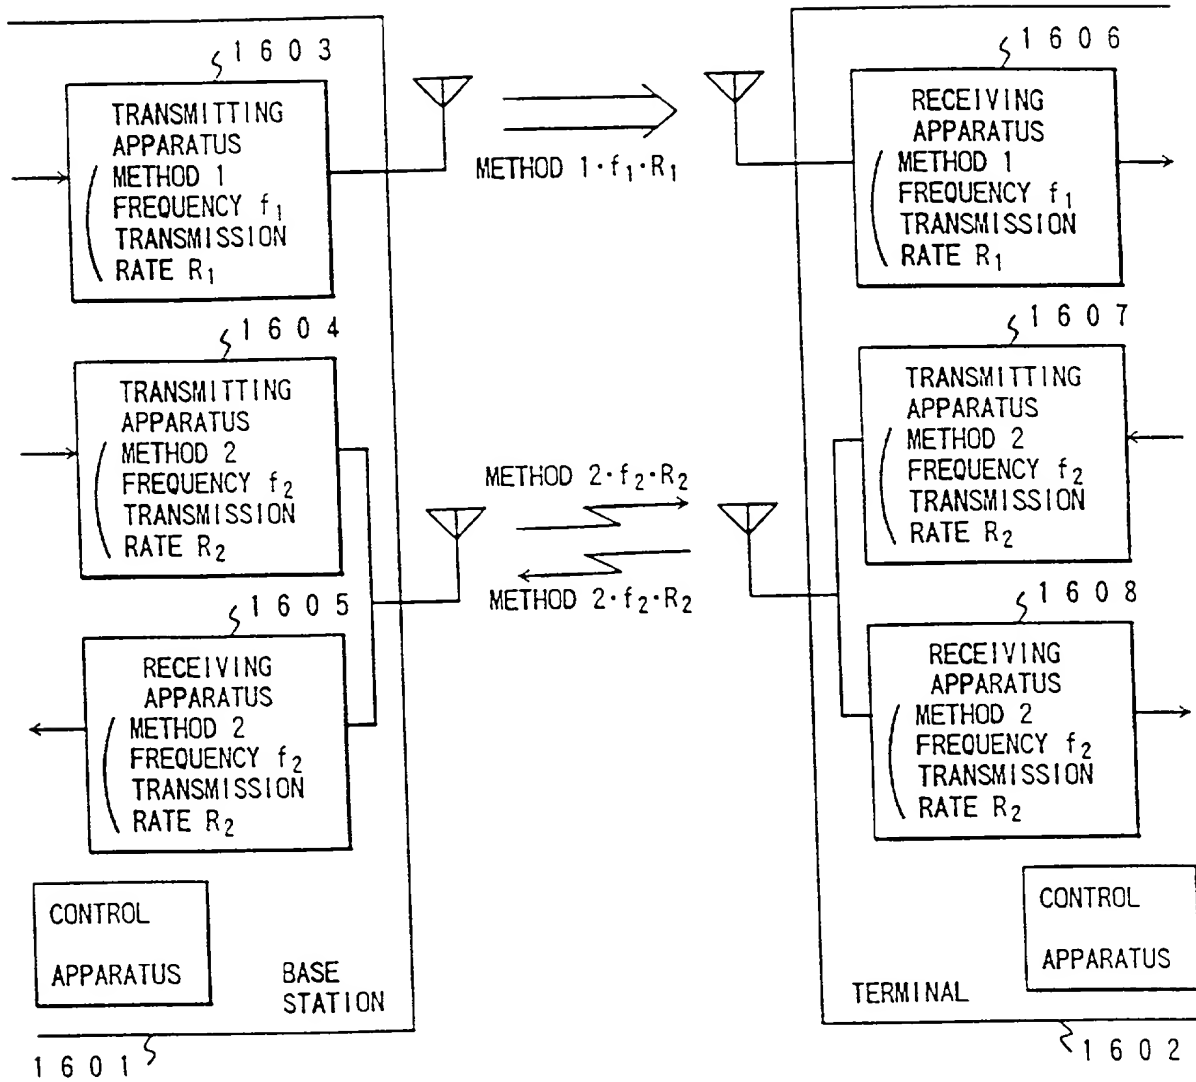 1603
TRANSMITTING
APPARATUS
METHOD 1
FREQUENCY f₁
TRANSMISSION
RATE R₁
METHOD 1·f₁·R₁
1606
RECEIVING
APPARATUS
METHOD 1
FREQUENCY f₁
TRANSMISSION
RATE R₁
1604
TRANSMITTING
APPARATUS
METHOD 2
FREQUENCY f₂
TRANSMISSION
RATE R₂
METHOD 2·f₂·R₂
METHOD 2·f₂·R₂
1607
TRANSMITTING
APPARATUS
METHOD 2
FREQUENCY f₂
TRANSMISSION
RATE R₂
1605
RECEIVING
APPARATUS
METHOD 2
FREQUENCY f₂
TRANSMISSION
RATE R₂
1608
RECEIVING
APPARATUS
METHOD 2
FREQUENCY f₂
TRANSMISSION
RATE R₂
CONTROL
APPARATUS
BASE
STATION
1601
TERMINAL
CONTROL
APPARATUS
1602